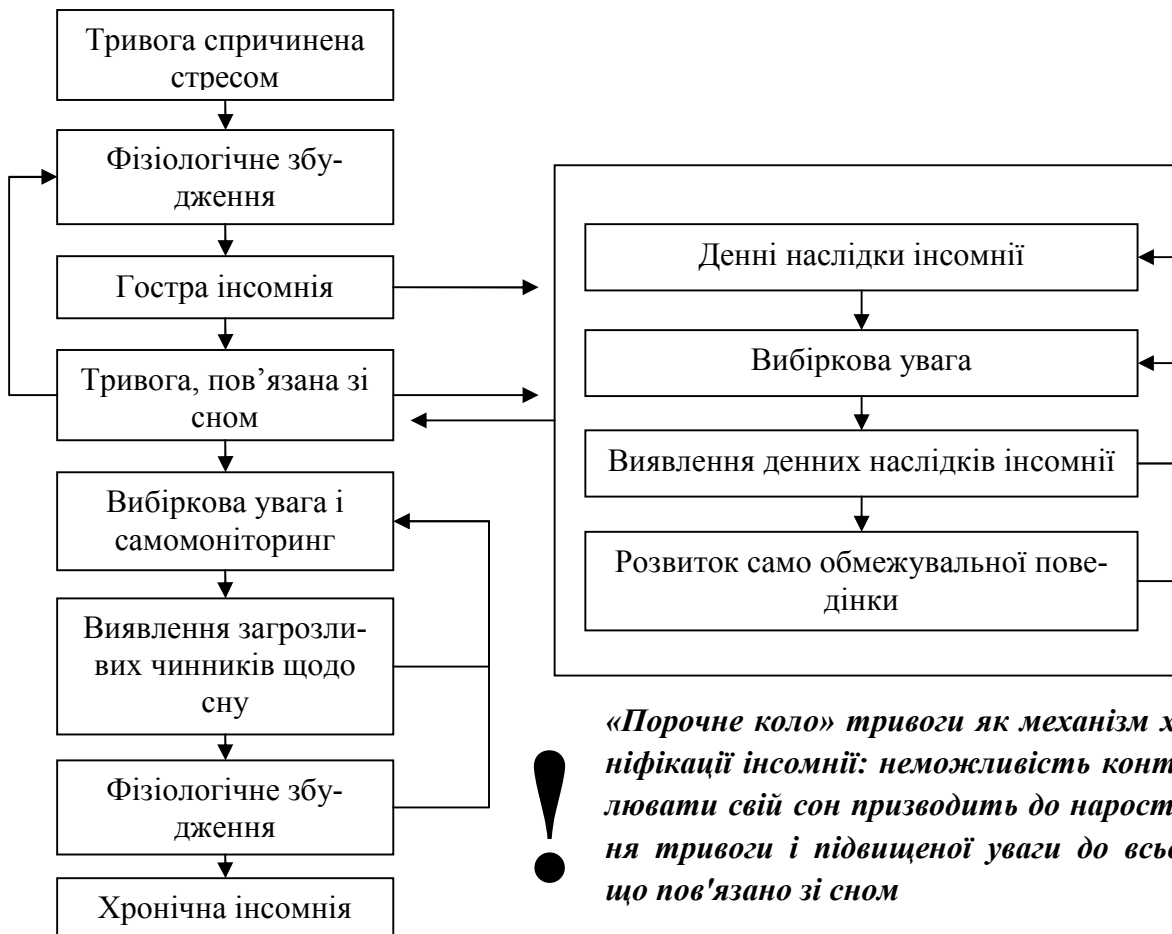 Тривога спричинена
стресом
Фізіологічне збу-
дження
Гостра інсомнія
Тривога, пов’язана зі
сном
Вибіркова увага і
самомоніторинг
Виявлення загрозли-
вих чинників щодо
сну
Фізіологічне збу-
дження
Хронічна інсомнія
Денні наслідки інсомнії
Вибіркова увага
Виявлення денних наслідків інсомнії
Розвиток само обмежувальної пове-
дінки
!
«Порочне коло» тривоги як механізм х
ніфікації інсомнії: неможливість конт
лювати свій сон призводить до нарост
ня тривоги і підвищеної уваги до всьо
що пов'язано зі сном